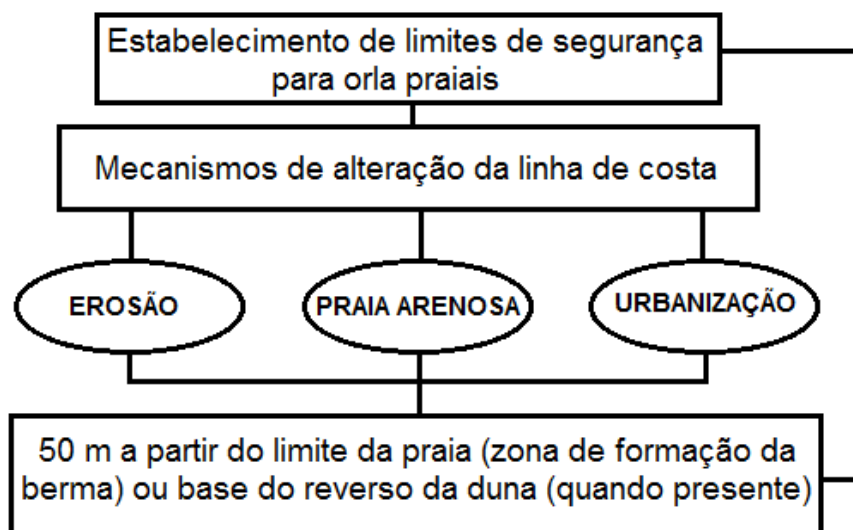 Estabelecimento de limites de segurança
para orla praiais
Mecanismos de alteração da linha de costa
EROSÃO
PRAIA ARENOSA
URBANIZAÇÃO
50 m a partir do limite da praia (zona de formação da
berma) ou base do reverso da duna (quando presente)